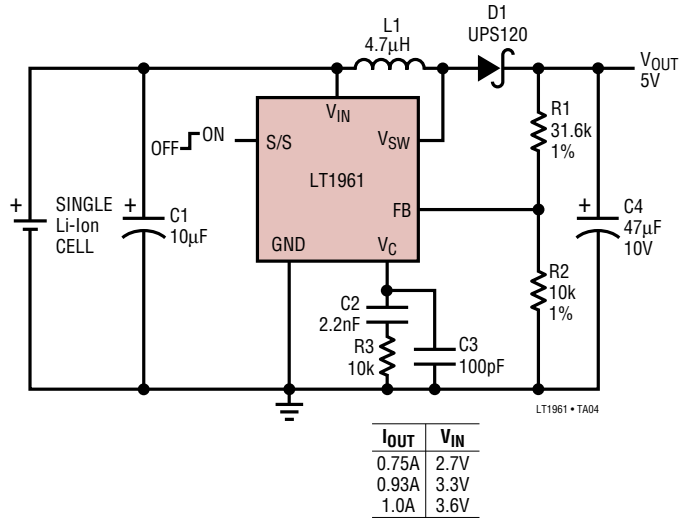 L1
4.7µH
D1
UPS120
VOUT
5V
OFF
ON
S/S
VIN
VSW
LT1961
FB
GND
VC
R1
31.6k
1%
+
SINGLE
Li-Ion
CELL
+
C1
10µF
+
C4
47µF
10V
R2
10k
1%
C2
2.2nF
R3
10k
C3
100pF
LT1961 • TA04
IOUT VIN
0.75A 2.7V
0.93A 3.3V
1.0A 3.6V